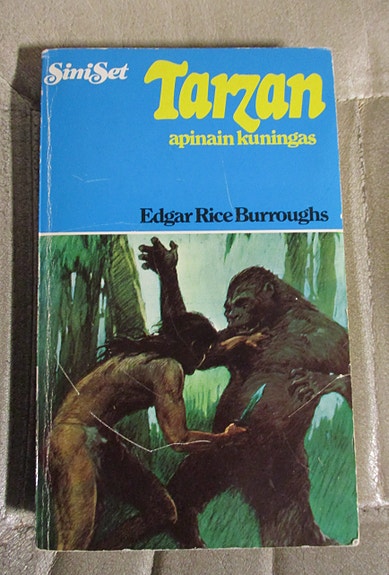 SiniSet
Tarzan
apinain kuningas
Edgar Rice Burroughs